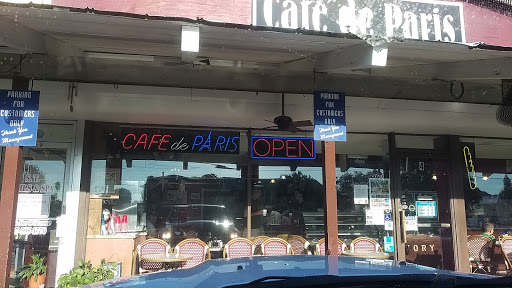 Café de Paris
PARKING
FOR
CUSTOMERS
ONLY
Thank You
Management
CAFE de PARIS
OPEN
PARKING
FOR
CUSTOMERS
ONLY
Thank You
Management